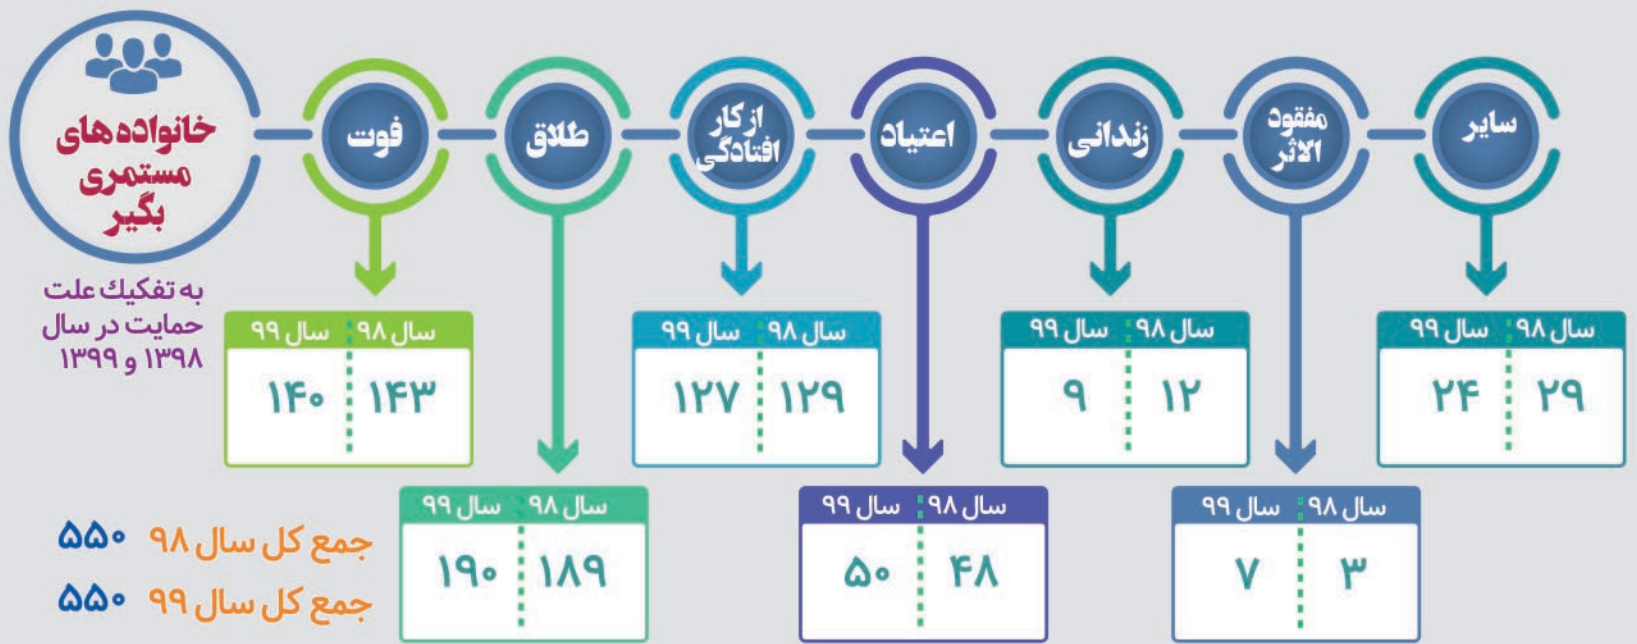 خانواده‌های
مستمری
بگیر
به تفکیك علت
حمایت در سال
۱۳۹۸ و ۱۳۹۹
فوت
سال ۹۸ سال ۹۹
۱۴۳ ۱۴۰
طلاق
سال ۹۸ سال ۹۹
۱۸۹ ۱۹۰
از کار
افتادگی
سال ۹۸ سال ۹۹
۱۲۹ ۱۲۷
اعتیاد
سال ۹۸ سال ۹۹
۴۸ ۵۰
زندانی
سال ۹۸ سال ۹۹
۱۲ ۹
مفقود
الاثر
سال ۹۸ سال ۹۹
۳ ۷
سایر
سال ۹۸ سال ۹۹
۲۹ ۲۴
جمع کل سال ۹۸ ۵۵۰
جمع کل سال ۹۹ ۵۵۰